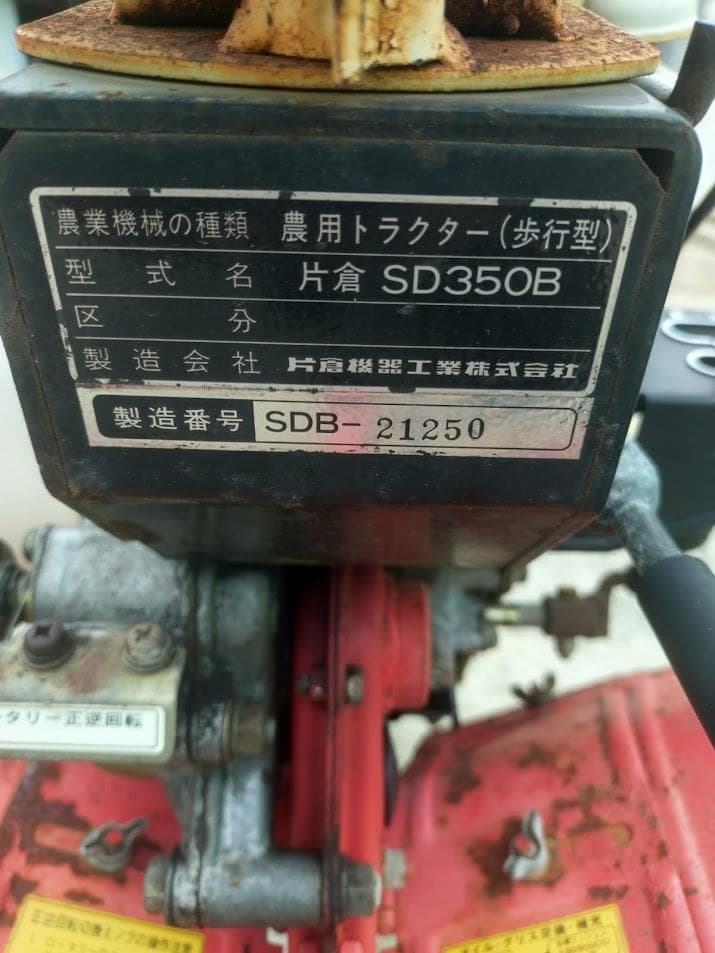 農業機械の種類 農用トラクター(歩行型)
型式名 片倉 SD350B
区分
製造会社 片倉機器工業株式会社
製造番号 SDB- 21250
タリー正逆回転